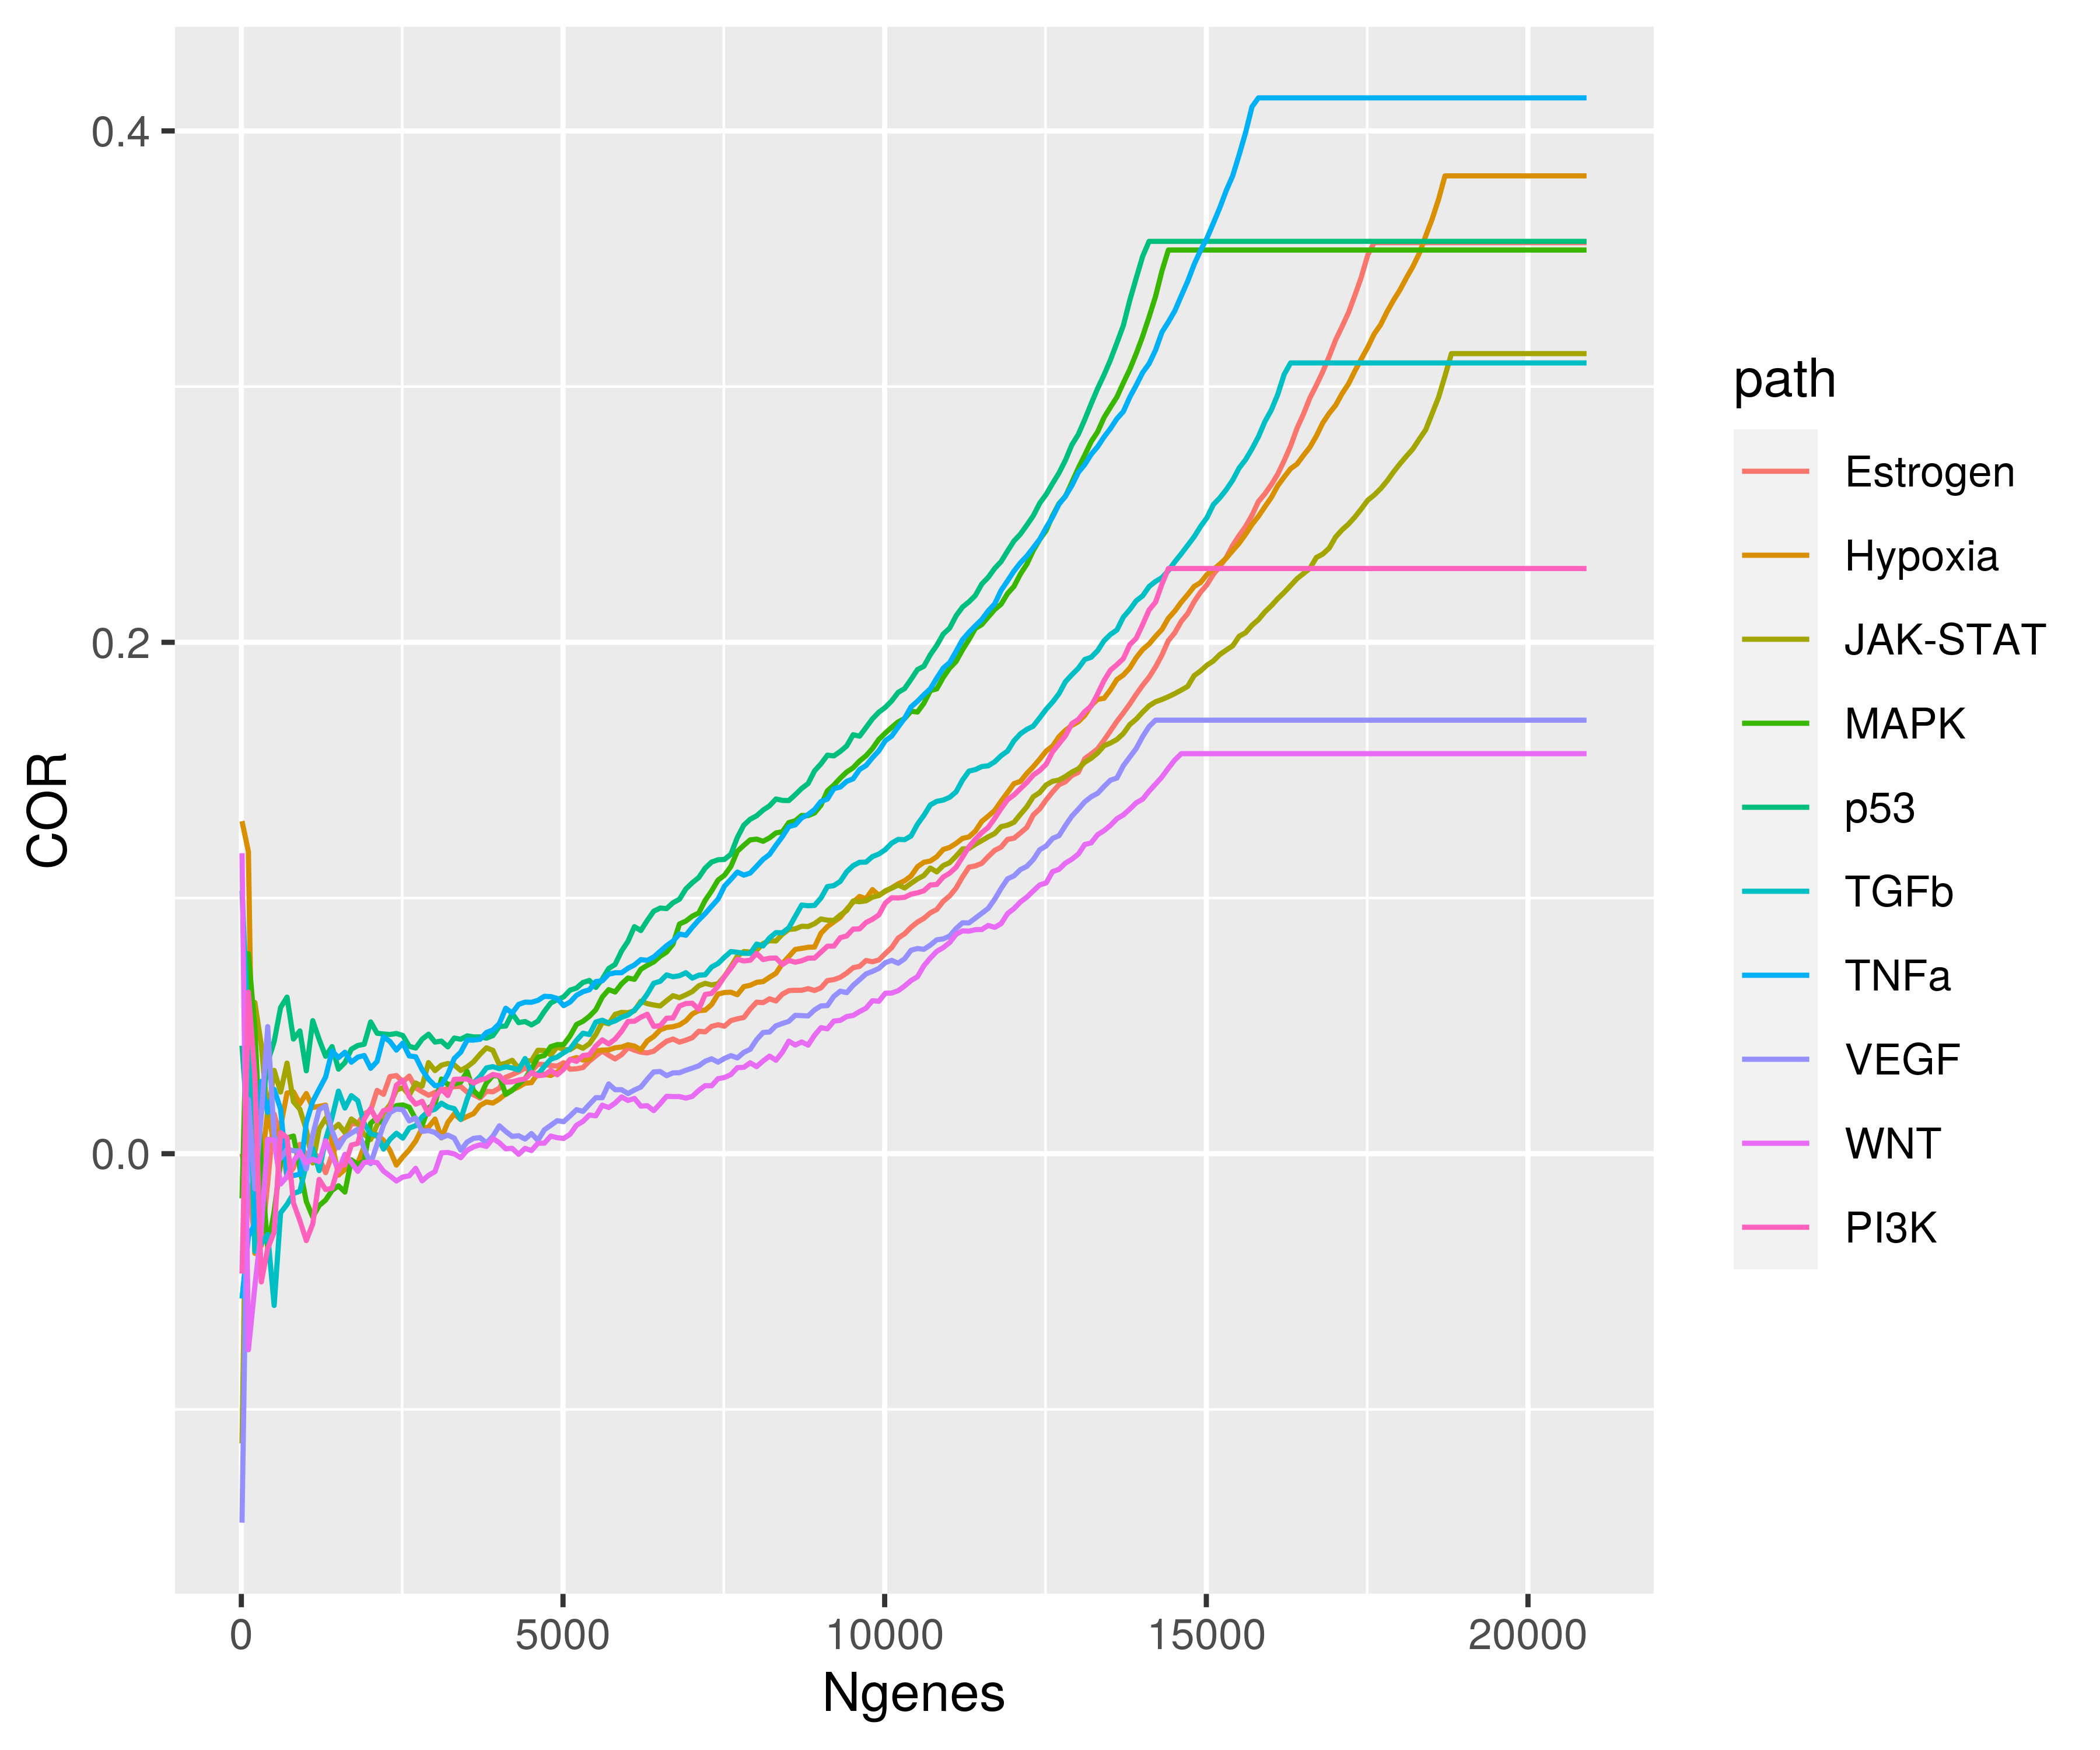 COR
0.4
0.2
0.0
0
5000
10000
15000
20000
Ngenes
path
Estrogen
Hypoxia
JAK-STAT
MAPK
p53
TGFb
TNFa
VEGF
WNT
PI3K